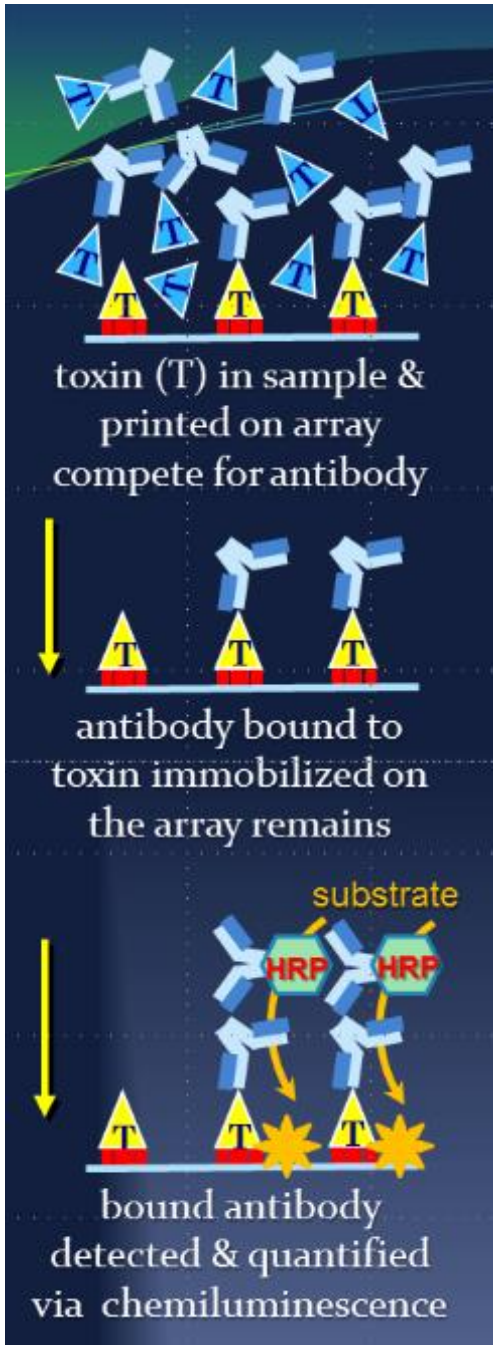 T
T
T
T
T
T
T
T
T
T
T
T
toxin (T) in sample &
printed on array
compete for antibody
T
T
T
antibody bound to
toxin immobilized on
the array remains
substrate
HRP HRP
T
T
T
bound antibody
detected & quantified
via chemiluminescence